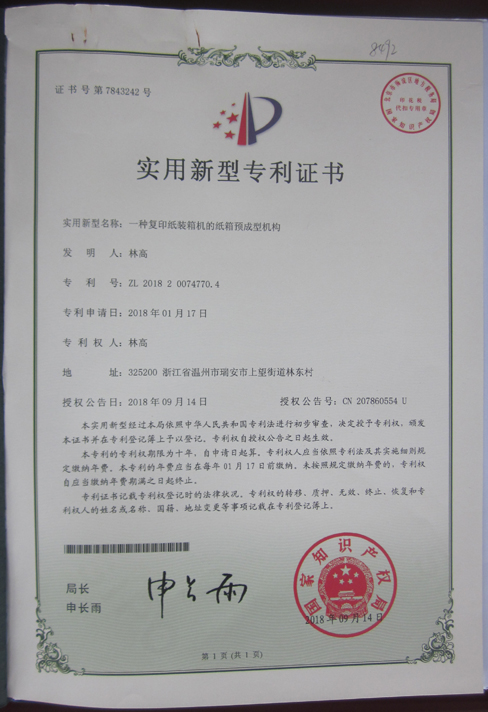 8492
证书号第7843242号
实用新型专利证书
实用新型名称：一种复印纸装箱机的纸箱预成型机构
发 明 人：林高
专 利 号：ZL 2018 2 0074770.4
专利申请日：2018年01月17日
专 利 权 人：林高
地 址：325200 浙江省温州市瑞安市上望街道林东村
授权公告日：2018年09月14日 授权公告号：CN 207860554 U
本实用新型经过本局依照中华人民共和国专利法进行初步审查，决定授予专利权，颁发
本证书并在专利登记簿上予以登记。专利权自授权公告之日起生效。
本专利的专利权期限为十年，自申请日起算。专利权人应当依照专利法及其实施细则规
定缴纳年费。本专利的年费应当在每年01月17日前缴纳。未按照规定缴纳年费的，专利权
自应当缴纳年费期满之日起终止。
专利证书记载专利权登记时的法律状况。专利权的转移、质押、无效、终止、恢复和专
利权人的姓名或名称、国籍、地址变更等事项记载在专利登记簿上。
局长
申长雨
申长雨
国家知识产权局
2018年09月14日
第1页（共1页）